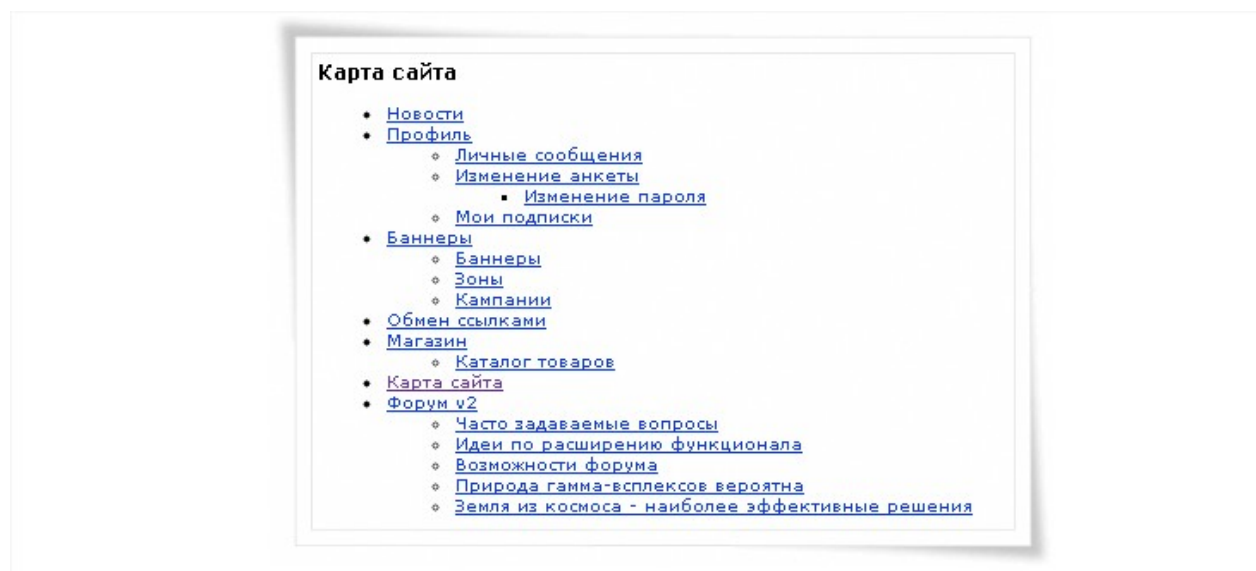 Карта сайта
Новости
Профиль
Личные сообщения
Изменение анкеты
Изменение пароля
Мои подписки
Баннеры
Баннеры
Зоны
Кампании
Обмен ссылками
Магазин
Каталог товаров
Карта сайта
Форум v2
Часто задаваемые вопросы
Идеи по расширению функционала
Возможности форума
Природа гамма-всплексов вероятна
Земля из космоса - наиболее эффективные решения